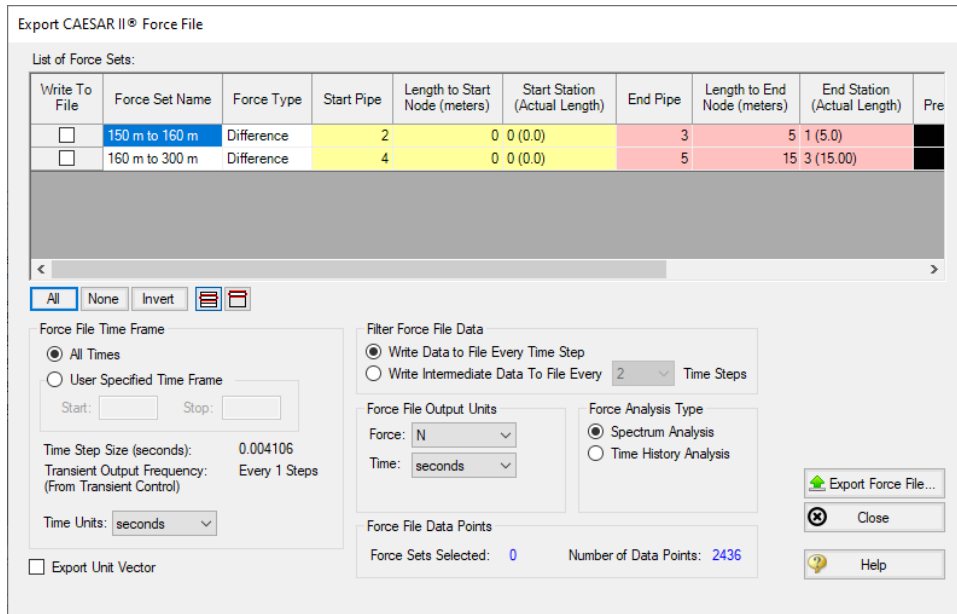 Export CAESAR II® Force File
List of Force Sets:
Write To File Force Set Name Force Type Start Pipe Length to Start Node (meters) Start Station (Actual Length) End Pipe Length to End Node (meters) End Station (Actual Length) Pre
150 m to 160 m Difference 2 0 0 (0.0) 3 5 1 (5.0)
160 m to 300 m Difference 4 0 0 (0.0) 5 15 3 (15.00)
All None Invert
Force File Time Frame
All Times
User Specified Time Frame
Start: Stop:
Time Step Size (seconds): 0.004106
Transient Output Frequency: Every 1 Steps
(From Transient Control)
Time Units: seconds
Export Unit Vector
Filter Force File Data
Write Data to File Every Time Step
Write Intermediate Data To File Every 2 Time Steps
Force File Output Units
Force: N
Time: seconds
Force Analysis Type
Spectrum Analysis
Time History Analysis
Force File Data Points
Force Sets Selected: 0 Number of Data Points: 2436
Export Force File...
Close
Help